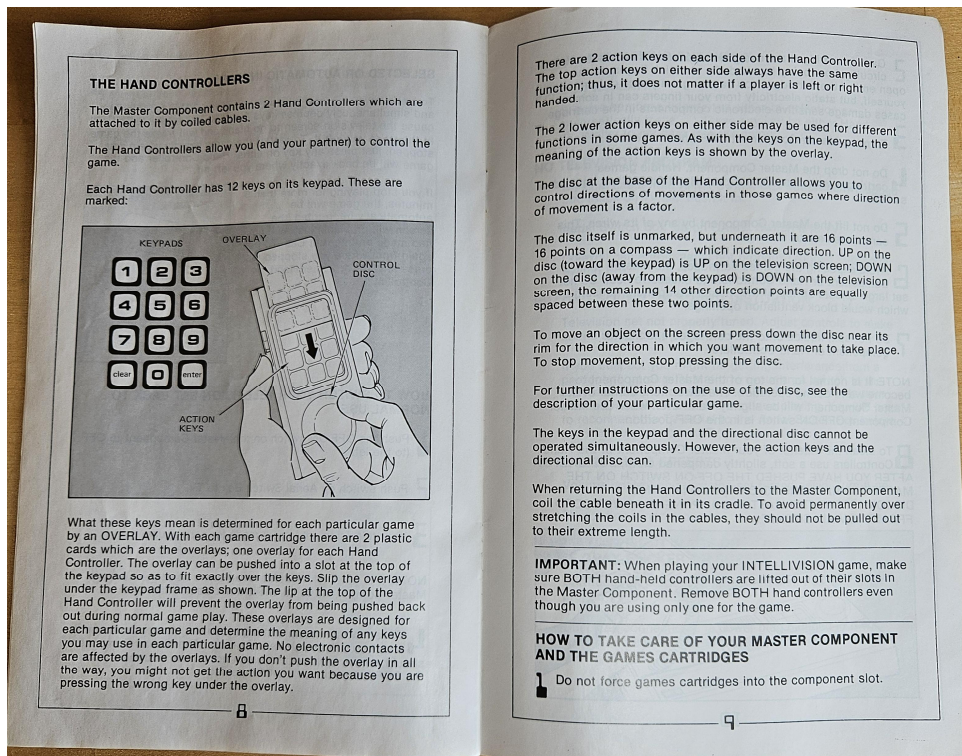 THE HAND CONTROLLERS
The Master Component contains 2 Hand Controllers which are
attached to it by coiled cables.
The Hand Controllers allow you (and your partner) to control the
game.
Each Hand Controller has 12 keys on its keypad. These are
marked:
KEYPADS
OVERLAY
CONTROL
DISC
1 2 3
4 5 6
7 8 9
clear 0 enter
ACTION
KEYS
What these keys mean is determined for each particular game
by an OVERLAY. With each game cartridge there are 2 plastic
cards which are the overlays; one overlay for each Hand
Controller. The overlay can be pushed into a slot at the top of
the keypad so as to fit exactly over the keys. Slip the overlay
under the keypad frame as shown. The lip at the top of the
Hand Controller will prevent the overlay from being pushed back
out during normal game play. These overlays are designed for
each particular game and determine the meaning of any keys
you may use in each particular game. No electronic contacts
are affected by the overlays. If you don't push the overlay in all
the way, you might not get the action you want because you are
pressing the wrong key under the overlay.
8
There are 2 action keys on each side of the Hand Controller.
The top action keys on either side always have the same
function; thus, it does not matter if a player is left or right
handed.
The 2 lower action keys on either side may be used for different
functions in some games. As with the keys on the keypad, the
meaning of the action keys is shown by the overlay.
The disc at the base of the Hand Controller allows you to
control directions of movements in those games where direction
of movement is a factor.
The disc itself is unmarked, but underneath it are 16 points —
16 points on a compass — which indicate direction. UP on the
disc (toward the keypad) is UP on the television screen; DOWN
on the disc (away from the keypad) is DOWN on the television
screen, the remaining 14 other direction points are equally
spaced between these two points.
To move an object on the screen press down the disc near its
rim for the direction in which you want movement to take place.
To stop movement, stop pressing the disc.
For further instructions on the use of the disc, see the
description of your particular game.
The keys in the keypad and the directional disc cannot be
operated simultaneously. However, the action keys and the
directional disc can.
When returning the Hand Controllers to the Master Component,
coil the cable beneath it in its cradle. To avoid permanently over
stretching the coils in the cables, they should not be pulled out
to their extreme length.
IMPORTANT: When playing your INTELLIVISION game, make
sure BOTH hand-held controllers are lifted out of their slots in
the Master Component. Remove BOTH hand controllers even
though you are using only one for the game.
HOW TO TAKE CARE OF YOUR MASTER COMPONENT
AND THE GAMES CARTRIDGES
1 Do not force games cartridges into the component slot.
9